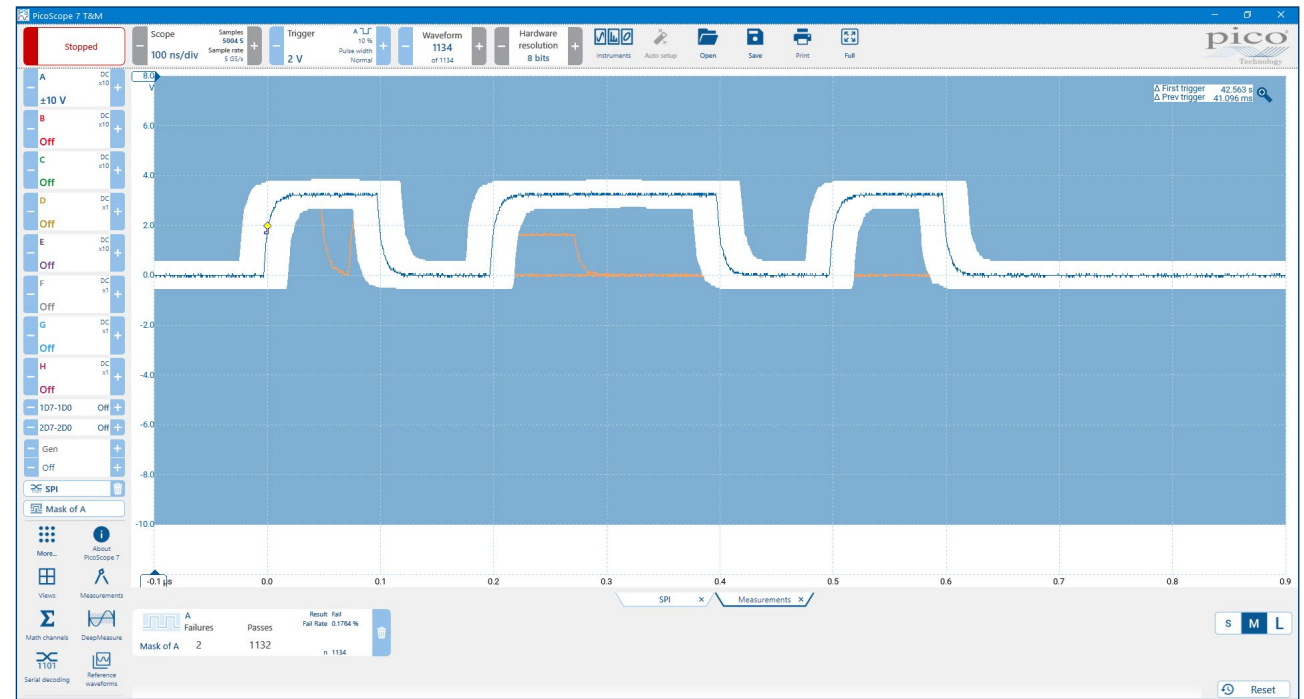 PicoScope 7 T&M
Stopped
Scope
Samples
5004 S
Sample rate
5 GS/s
100 ns/div
Trigger
A
10 %
Pulse width
Normal
2 V
Waveform
1134
of 1134
Hardware
resolution
8 bits
Instruments
Auto setup
Open
Save
Print
Full
pico
Technology
A
DC
x10
±10 V
B
DC
x10
Off
C
DC
x10
Off
D
DC
x1
Off
E
DC
x10
Off
F
DC
x1
Off
G
DC
x1
Off
H
DC
x1
Off
1D7-1D0 Off
2D7-2D0 Off
Gen
Off
SPI
Mask of A
More...
About
PicoScope 7
Views
Measurements
Math channels
DeepMeasure
1101
Serial decoding
Reference
waveforms
8.0
V
6.0
4.0
2.0
0.0
-2.0
-4.0
-6.0
-8.0
-10.0
Δ First trigger 42.563 s
Δ Prev trigger 41.096 ms
-0.1 µs 0.0 0.1 0.2 0.3 0.4 0.5 0.6 0.7 0.8 0.9
SPI x
Measurements x
A
Failures Passes
Result Fail
Fail Rate 0.1764 %
Mask of A 2 1132
n 1134
S M L
Reset